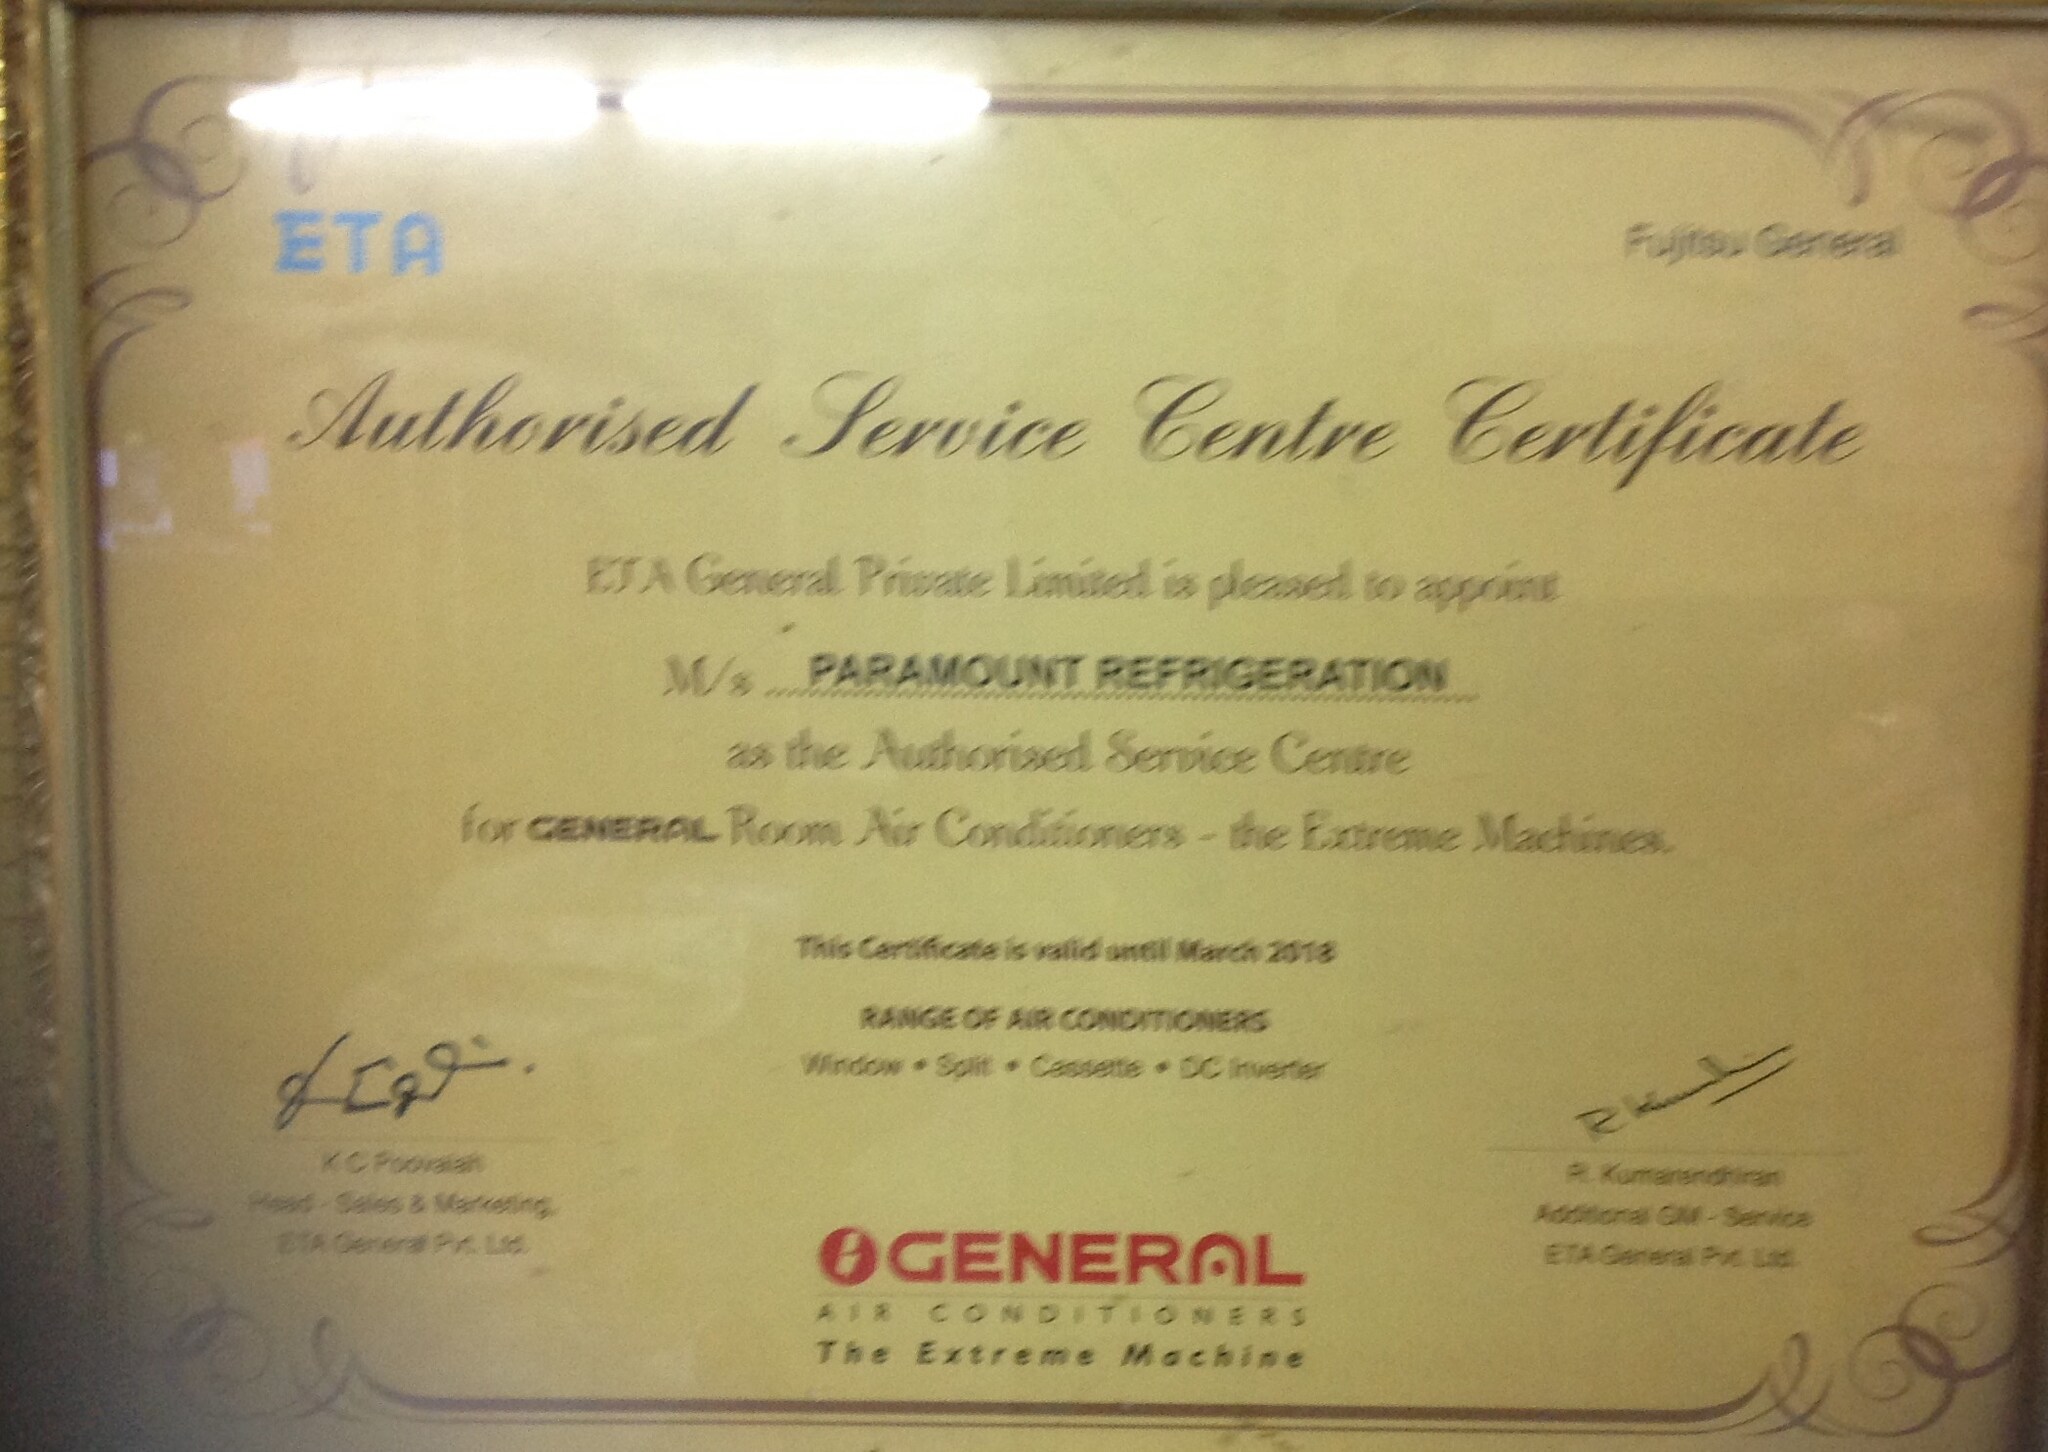 ETA
Fujitsu General
Authorised Service Centre Certificate
ETA General Private Limited is pleased to appoint
M/s PARAMOUNT REFRIGERATION
as the Authorised Service Centre
for GENERAL Room Air Conditioners - the Extreme Machines.
This Certificate is valid until March 2018
RANGE OF AIR CONDITIONERS
Window • Split • Cassette • DC Inverter
K C Poovaiah
Head - Sales & Marketing,
ETA General Pvt. Ltd.
R. Kumarandhiran
Additional GM - Service
ETA General Pvt. Ltd.
GENERAL
AIR CONDITIONERS
The Extreme Machine